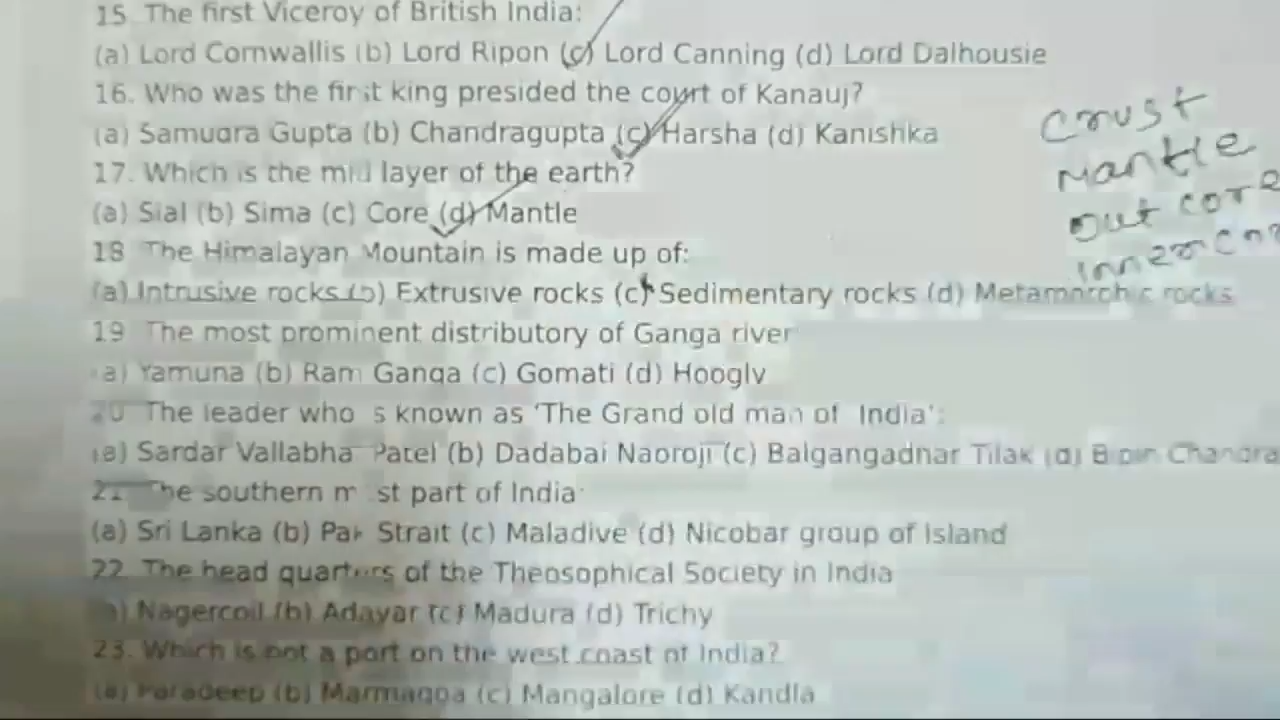 15. The first Viceroy of British India:
(a) Lord Cornwallis (b) Lord Ripon (c) Lord Canning (d) Lord Dalhousie
16. Who was the first king presided the court of Kanauj?
(a) Samudra Gupta (b) Chandragupta (c) Harsha (d) Kanishka
17. Which is the mid layer of the earth?
(a) Sial (b) Sima (c) Core (d) Mantle
18 The Himalayan Mountain is made up of:
(a) Intrusive rocks (b) Extrusive rocks (c) Sedimentary rocks (d) Metamorchic rocks
19 The most prominent distributory of Ganga river
(a) Yamuna (b) Ram Ganga (c) Gomati (d) Hoogly
20 The leader who is known as 'The Grand old man of India':
(a) Sardar Vallabhai Patel (b) Dadabai Naoroji (c) Balgangadhar Tilak (d) Bipin Chandra
21 The southern most part of India:
(a) Sri Lanka (b) Palk Strait (c) Maladive (d) Nicobar group of Island
22. The head quarters of the Theosophical Society in India
(a) Nagercoil (b) Adayar (c) Madura (d) Trichy
23. Which is not a port on the west coast of India?
(a) Paradeep (b) Marmagoa (c) Mangalore (d) Kandla
Crust
Mantle
out core
inner